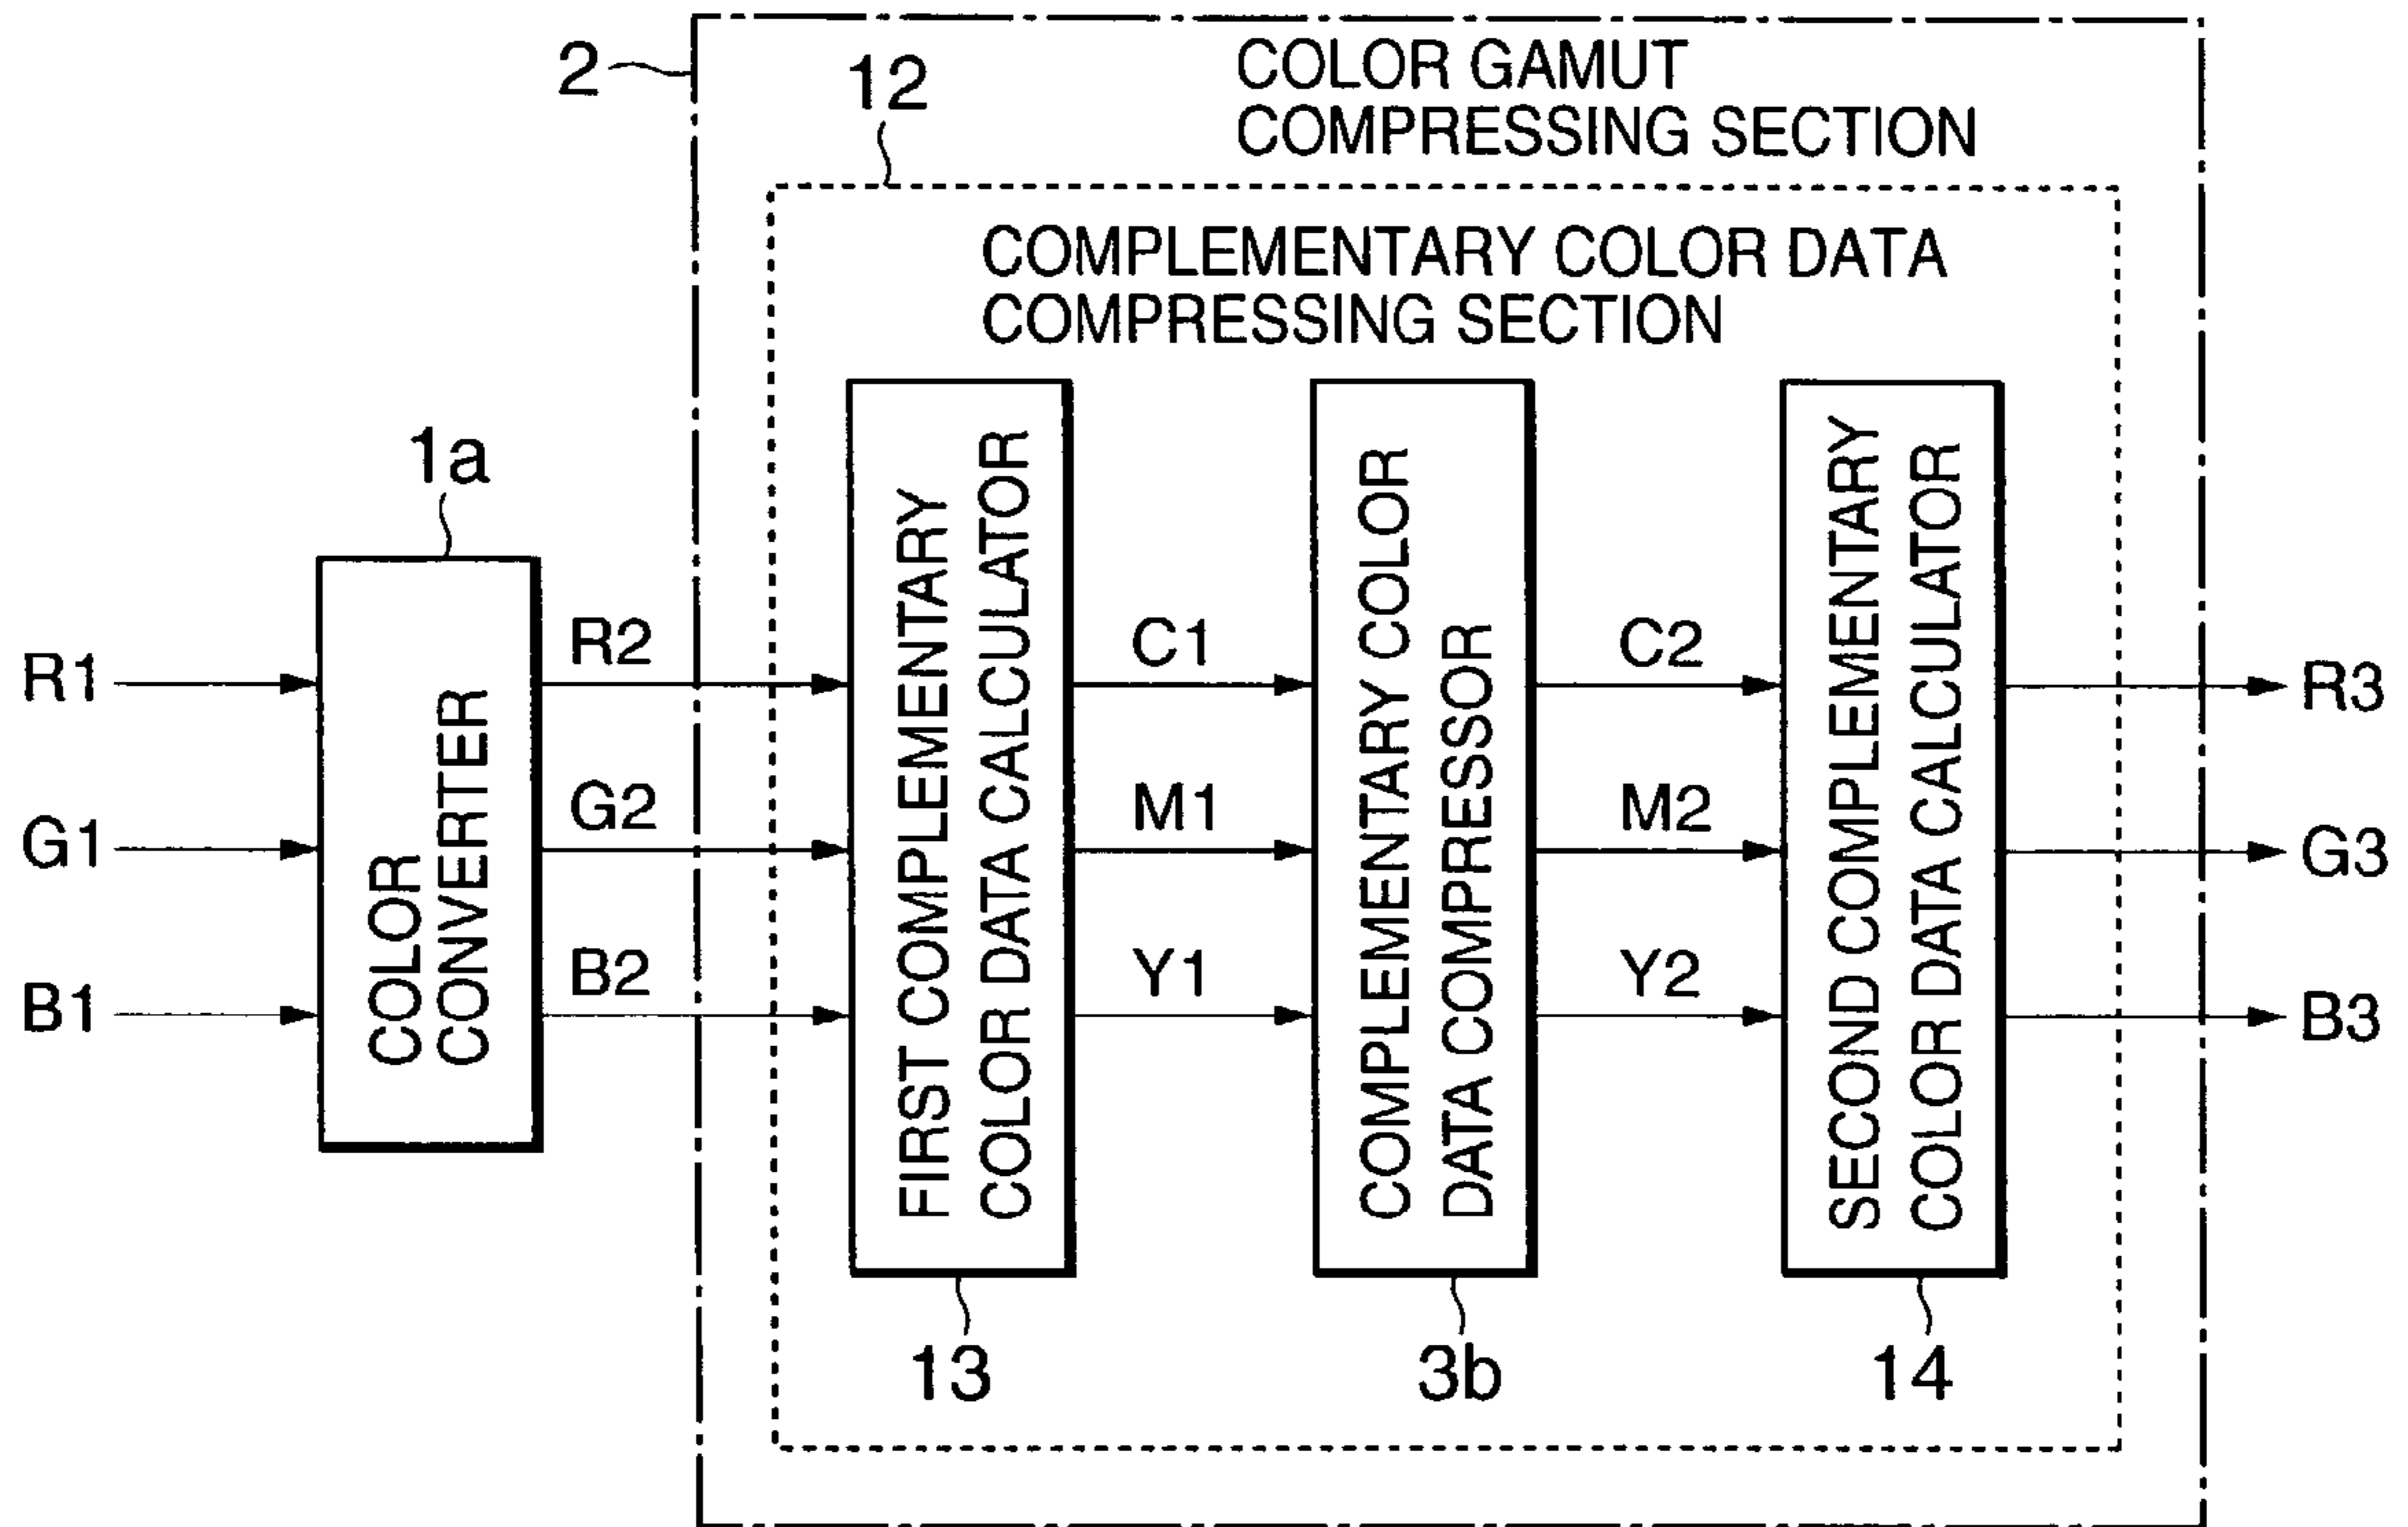 2
12
COLOR GAMUT
COMPRESSING SECTION
COMPLEMENTARY COLOR DATA
COMPRESSING SECTION
1a
R1
G1
B1
COLOR
CONVERTER
R2
G2
B2
FIRST COMPLEMENTARY
COLOR DATA CALCULATOR
13
C1
M1
Y1
COMPLEMENTARY COLOR
DATA COMPRESSOR
3b
C2
M2
Y2
SECOND COMPLEMENTARY
COLOR DATA CALCULATOR
14
R3
G3
B3